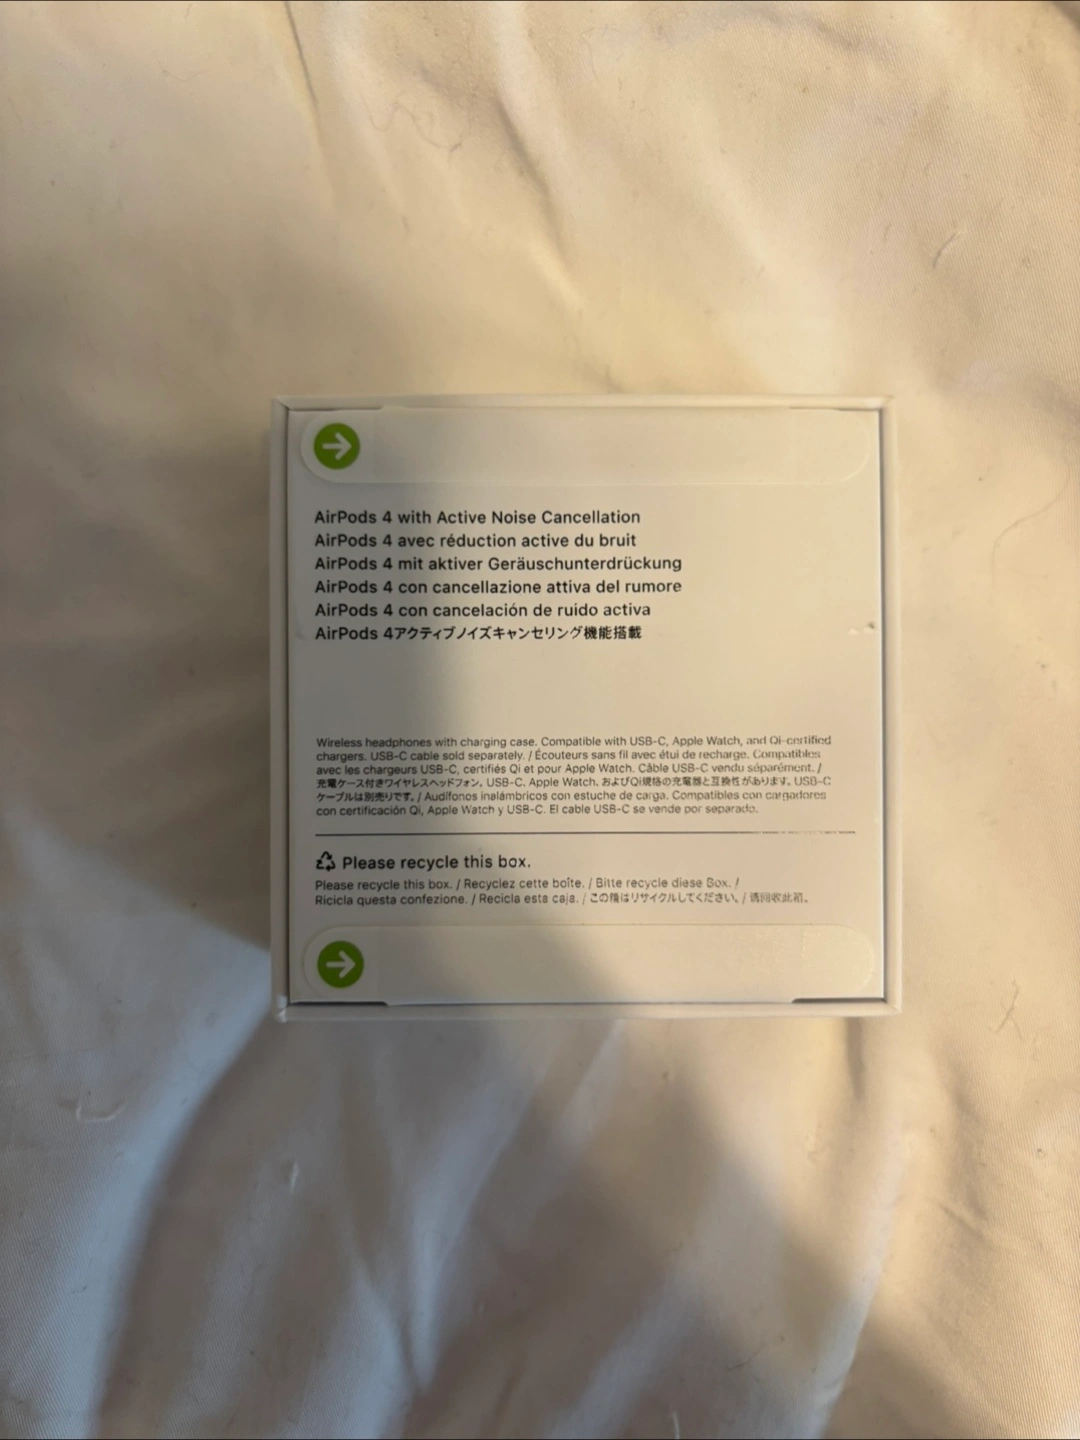 AirPods 4 with Active Noise Cancellation
AirPods 4 avec réduction active du bruit
AirPods 4 mit aktiver Geräuschunterdrückung
AirPods 4 con cancellazione attiva del rumore
AirPods 4 con cancelación de ruido activa
AirPods 4アクティブノイズキャンセリング機能搭載
Wireless headphones with charging case. Compatible with USB-C, Apple Watch, and Qi-certified
chargers. USB-C cable sold separately. / Écouteurs sans fil avec étui de recharge. Compatibles
avec les chargeurs USB-C, certifiés Qi et pour Apple Watch. Câble USB-C vendu séparément. /
充電ケース付きワイヤレスヘッドフォン。USB-C、Apple Watch、およびQi規格の充電器と互換性があります。USB-C
ケーブルは別売りです。/ Audífonos inalámbricos con estuche de carga. Compatibles con cargadores
con certificación Qi, Apple Watch y USB-C. El cable USB-C se vende por separado.
Please recycle this box.
Please recycle this box. / Recyclez cette boîte. / Bitte recycle diese Box. /
Ricicla questa confezione. / Recicla esta caja. / この箱はリサイクルしてください。/ 请回收此箱。